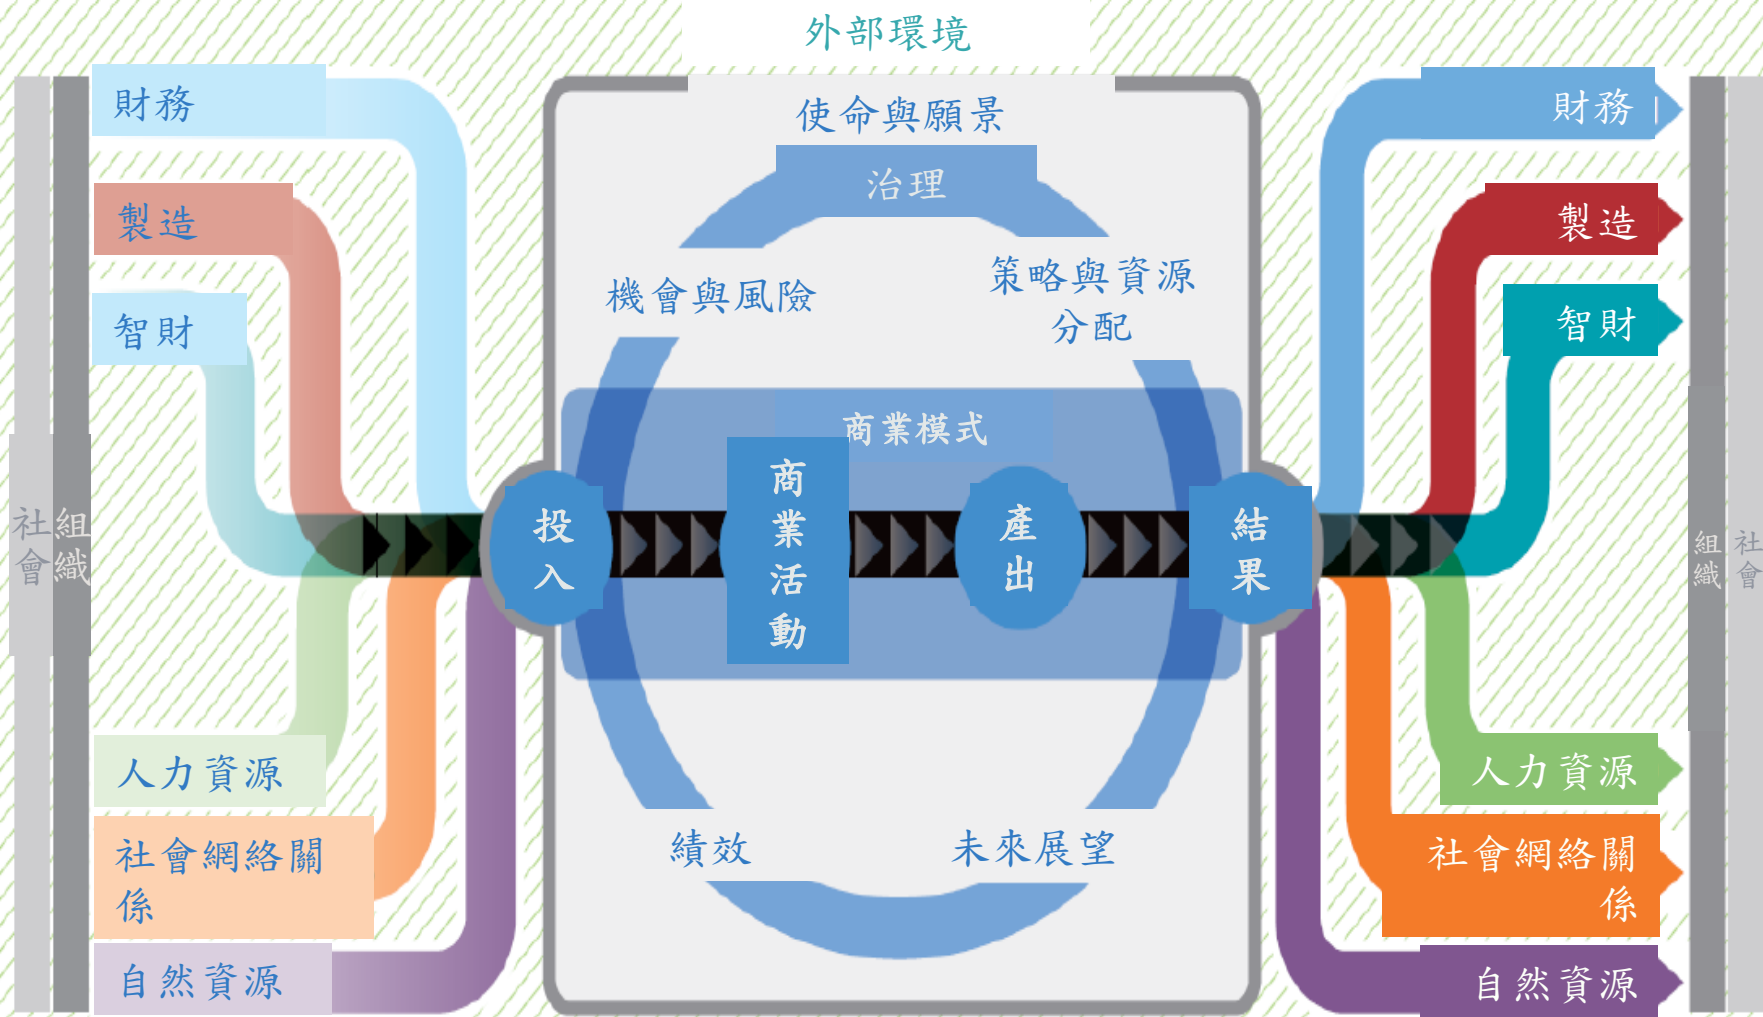 外部環境
使命與願景
治理
機會與風險
策略與資源
分配
商業模式
投
入
商
業
活
動
產
出
結
果
績效
未來展望
社
會
組
織
財務
製造
智財
人力資源
社會網絡關
係
自然資源
財務
製造
智財
人力資源
社會網絡關
係
自然資源
組
織
社
會